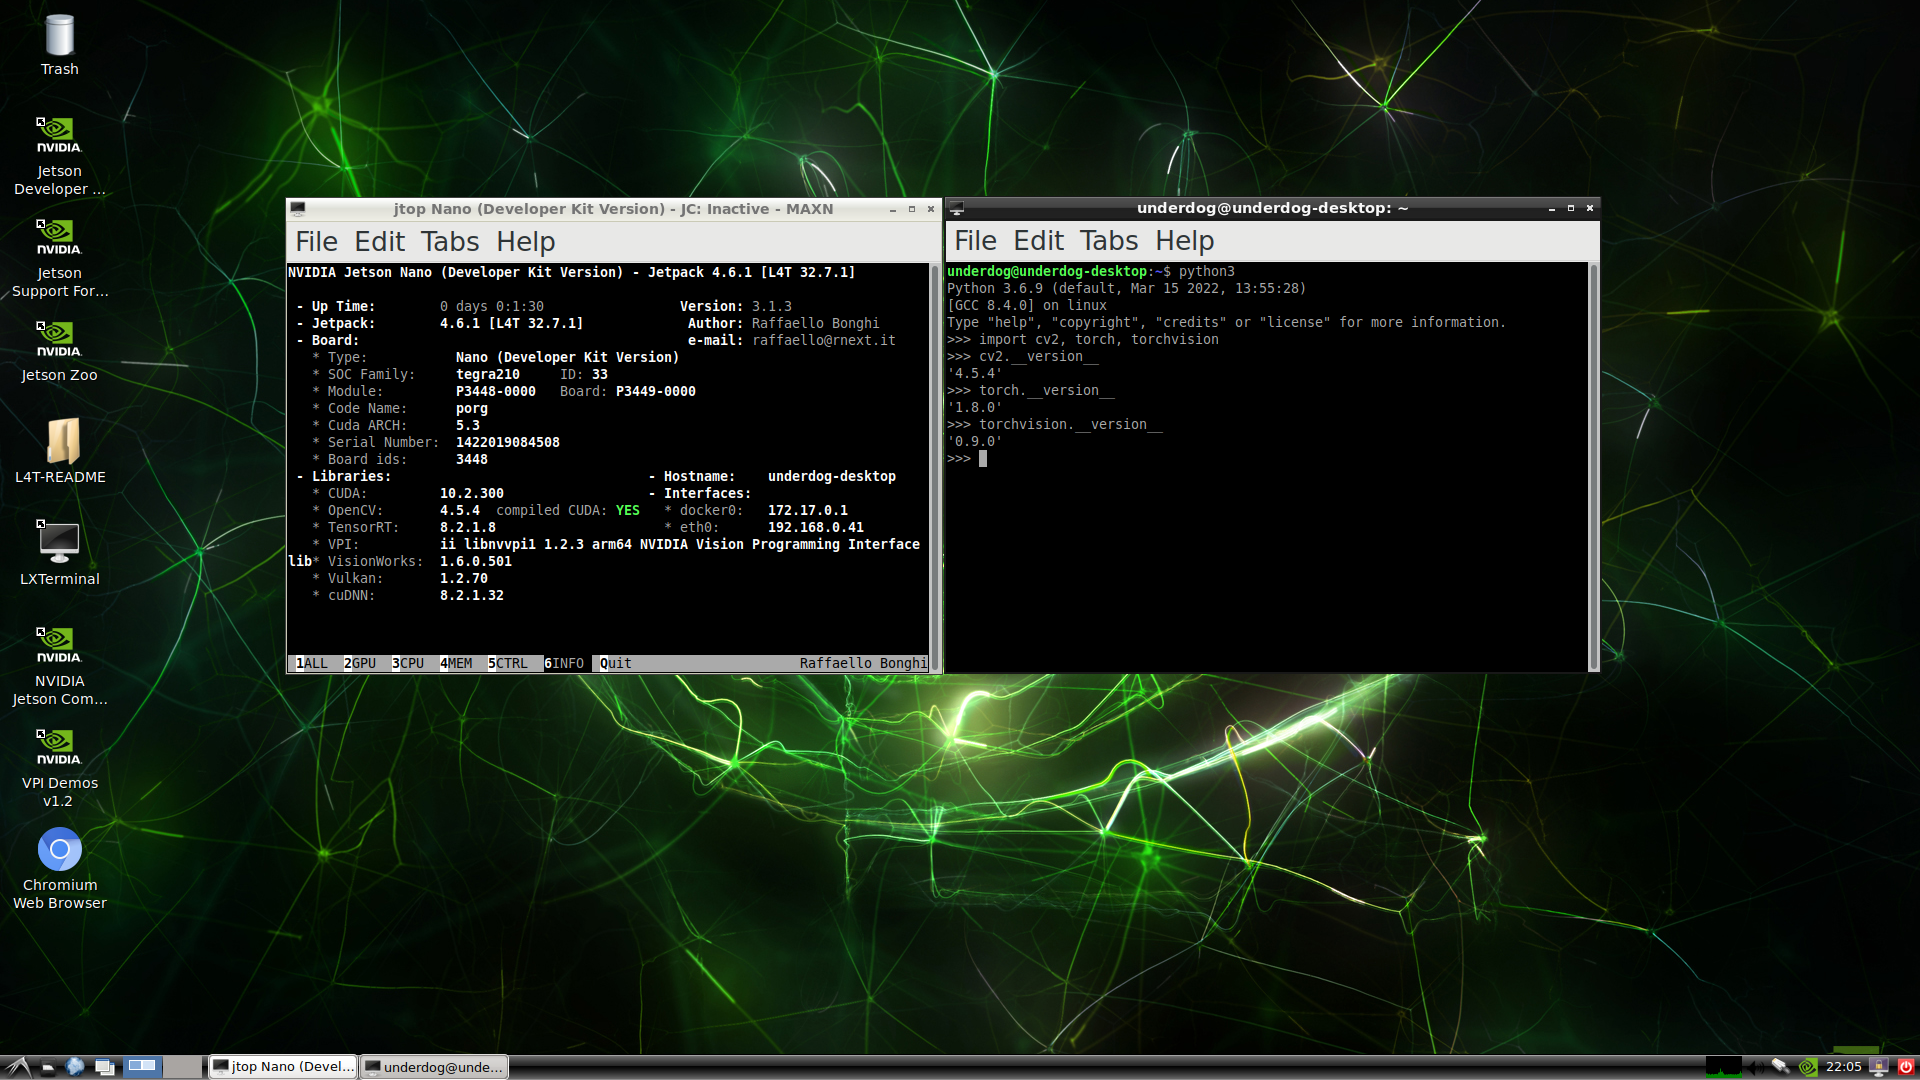 Trash
NVIDIA.
Jetson
Developer ...
NVIDIA.
Jetson
Support For...
NVIDIA.
Jetson Zoo
L4T-README
LXTerminal
NVIDIA.
NVIDIA
Jetson Com...
NVIDIA.
VPI Demos
v1.2
Chromium
Web Browser
jtop Nano (Developer Kit Version) - JC: Inactive - MAXN
File Edit Tabs Help
NVIDIA Jetson Nano (Developer Kit Version) - Jetpack 4.6.1 [L4T 32.7.1]
- Up Time: 0 days 0:1:30 Version: 3.1.3
- Jetpack: 4.6.1 [L4T 32.7.1] Author: Raffaello Bonghi
- Board: e-mail: raffaello@rnext.it
* Type: Nano (Developer Kit Version)
* SOC Family: tegra210 ID: 33
* Module: P3448-0000 Board: P3449-0000
* Code Name: porg
* Cuda ARCH: 5.3
* Serial Number: 1422019084508
* Board ids: 3448
- Libraries: - Hostname: underdog-desktop
* CUDA: 10.2.300 - Interfaces:
* OpenCV: 4.5.4 compiled CUDA: YES * docker0: 172.17.0.1
* TensorRT: 8.2.1.8 * eth0: 192.168.0.41
* VPI: ii libnvvpi1 1.2.3 arm64 NVIDIA Vision Programming Interface
lib* VisionWorks: 1.6.0.501
* Vulkan: 1.2.70
* cuDNN: 8.2.1.32
1ALL 2GPU 3CPU 4MEM 5CTRL 6INFO Quit Raffaello Bonghi
underdog@underdog-desktop: ~
File Edit Tabs Help
underdog@underdog-desktop:~$ python3
Python 3.6.9 (default, Mar 15 2022, 13:55:28)
[GCC 8.4.0] on linux
Type "help", "copyright", "credits" or "license" for more information.
>>> import cv2, torch, torchvision
>>> cv2.__version__
'4.5.4'
>>> torch.__version__
'1.8.0'
>>> torchvision.__version__
'0.9.0'
>>>
jtop Nano (Devel...
underdog@unde...
22:05